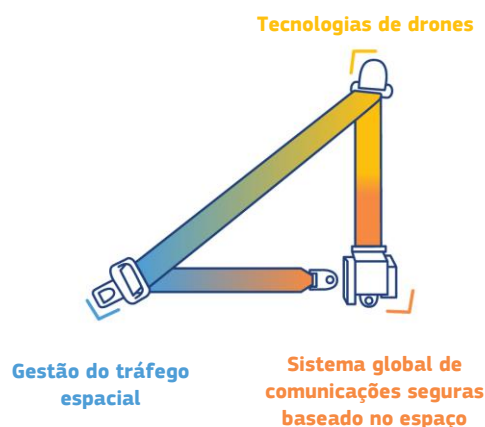 Tecnologias de drones
Gestão do tráfego
espacial
Sistema global de
comunicações seguras
baseado no espaço